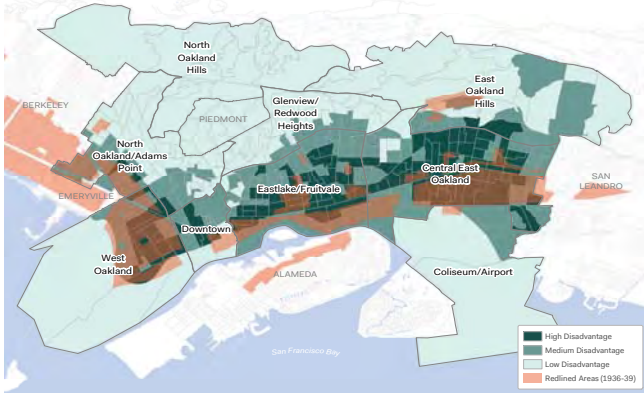 North
Oakland
Hills
East
Oakland
Hills
BERKELEY
Glenview/
Redwood
Heights
PIEDMONT
North
Oakland/Adams
Point
Central East
Oakland
SAN
LEANDRO
Eastlake/Fruitvale
EMERYVILLE
Downtown
West
Oakland
ALAMEDA
Coliseum/Airport
San Francisco Bay
High Disadvantage
Medium Disadvantage
Low Disadvantage
Redlined Areas (1936-39)